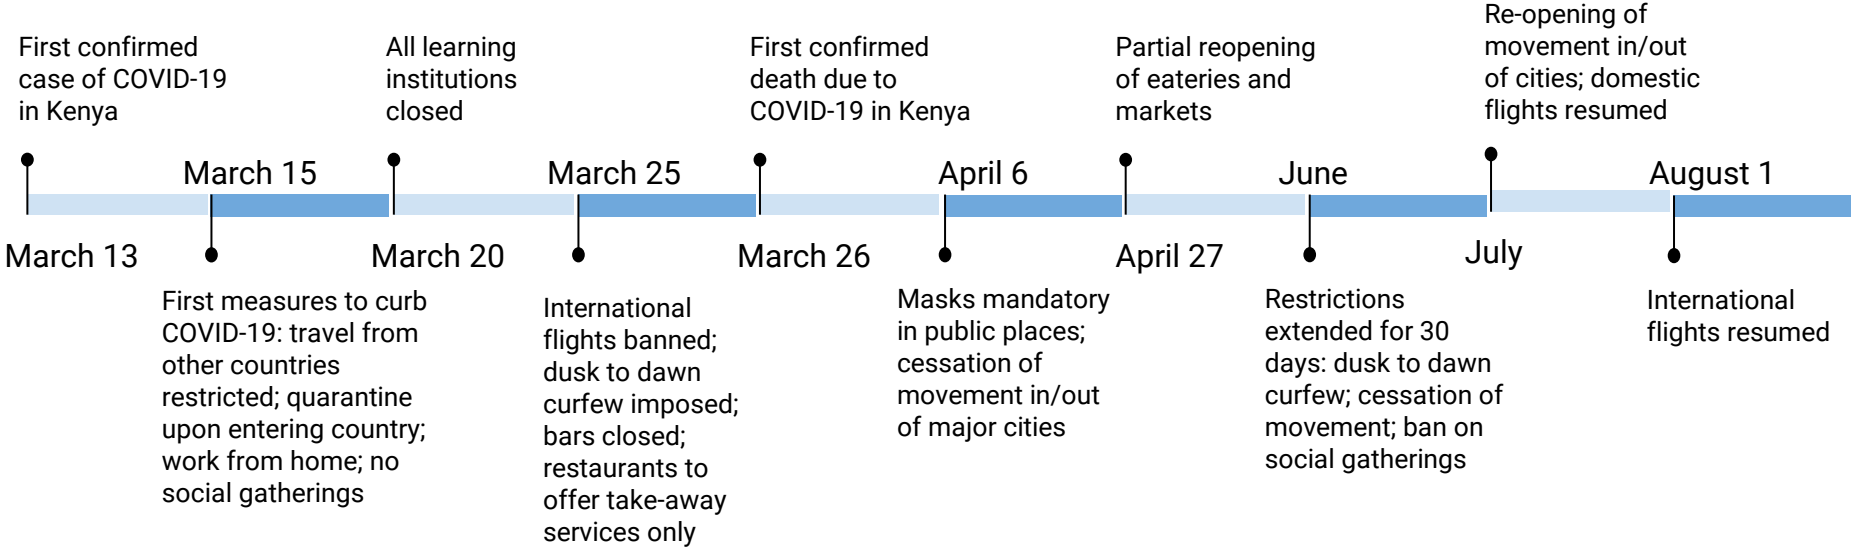 First confirmed
case of COVID-19
in Kenya
March 13
March 15
First measures to curb
COVID-19: travel from
other countries
restricted; quarantine
upon entering country;
work from home; no
social gatherings
All learning
institutions
closed
March 20
March 25
International
flights banned;
dusk to dawn
curfew imposed;
bars closed;
restaurants to
offer take-away
services only
First confirmed
death due to
COVID-19 in Kenya
March 26
April 6
Masks mandatory
in public places;
cessation of
movement in/out
of major cities
Partial reopening
of eateries and
markets
April 27
June
Restrictions
extended for 30
days: dusk to dawn
curfew; cessation of
movement; ban on
social gatherings
Re-opening of
movement in/out
of cities; domestic
flights resumed
July
August 1
International
flights resumed